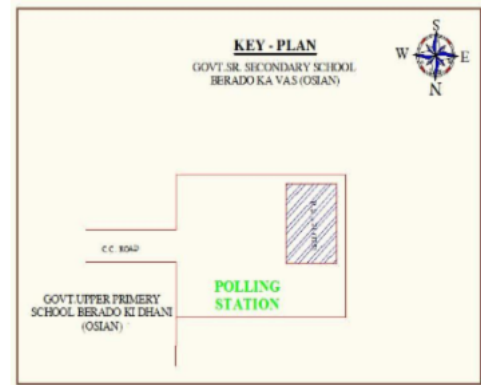 KEY - PLAN
GOVT.SR. SECONDARY SCHOOL
BERADO KA VAS (OSIAN)
S
W
E
N
C.C. ROAD
POLLING
STATION
GOVT.UPPER PRIMERY
SCHOOL BERADO KI DHANI
(OSIAN)